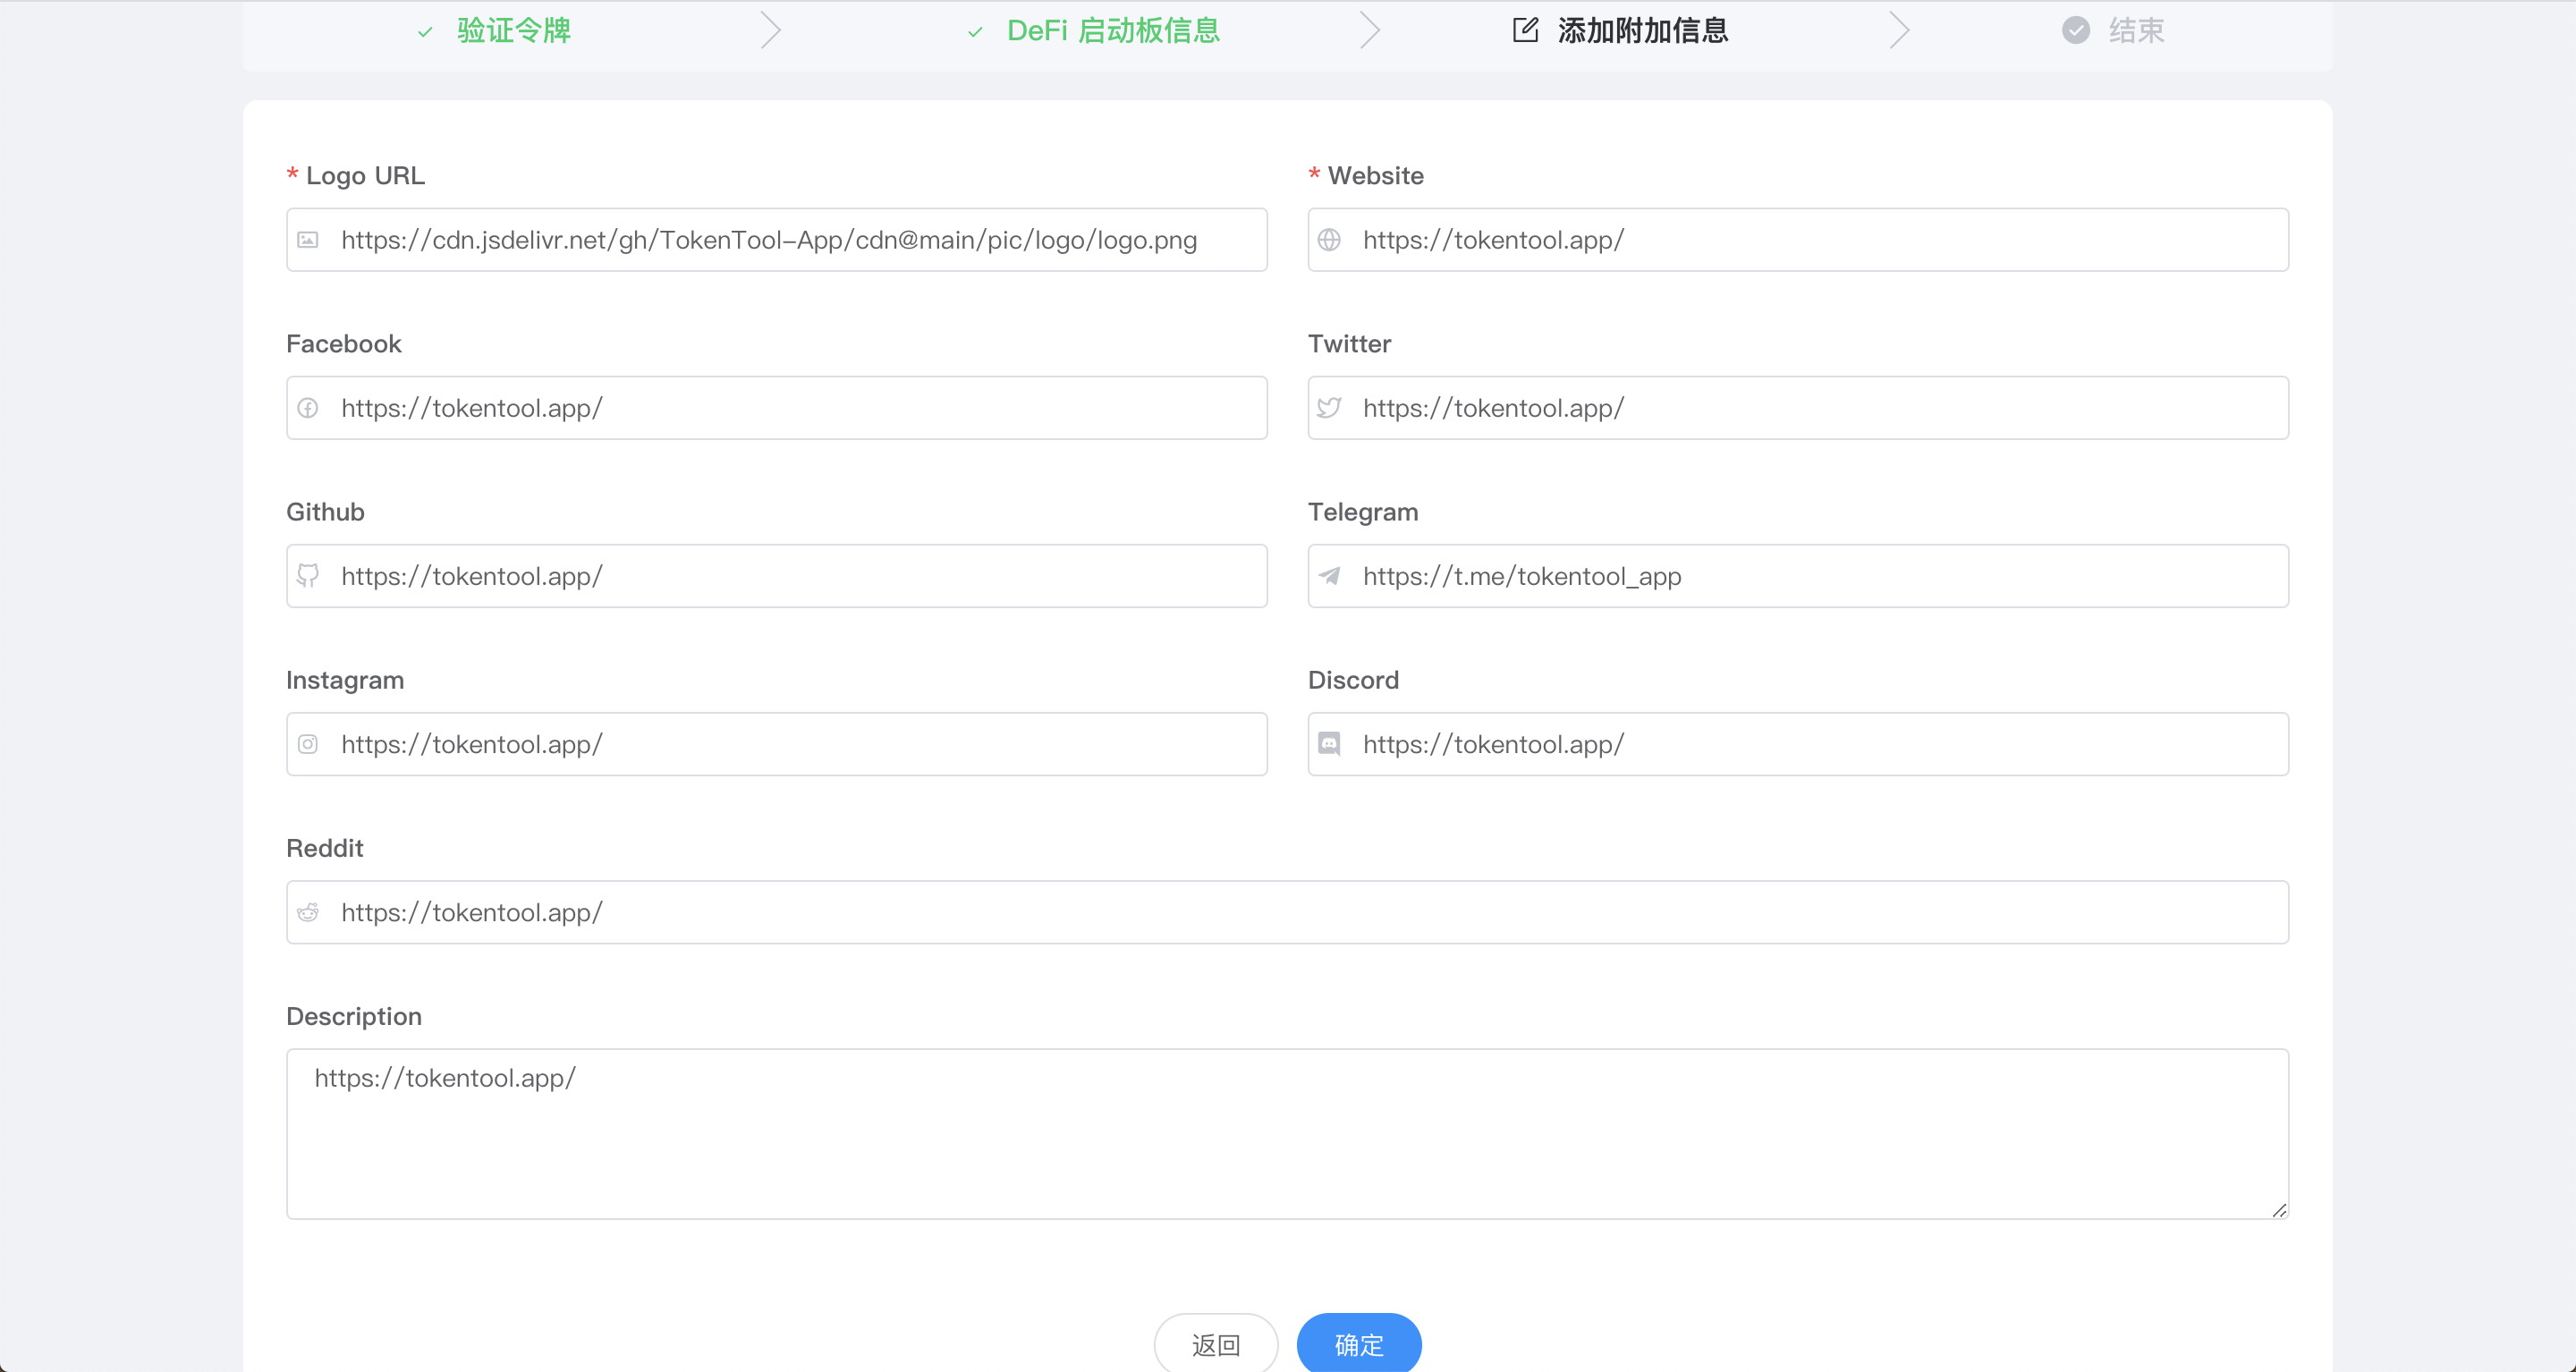 验证令牌
DeFi 启动板信息
添加附加信息
结束
* Logo URL
* Website
https://cdn.jsdelivr.net/gh/TokenTool-App/cdn@main/pic/logo/logo.png
https://tokentool.app/
Facebook
Twitter
https://tokentool.app/
https://tokentool.app/
Github
Telegram
https://tokentool.app/
https://t.me/tokentool_app
Instagram
Discord
https://tokentool.app/
https://tokentool.app/
Reddit
https://tokentool.app/
Description
https://tokentool.app/
返回
确定